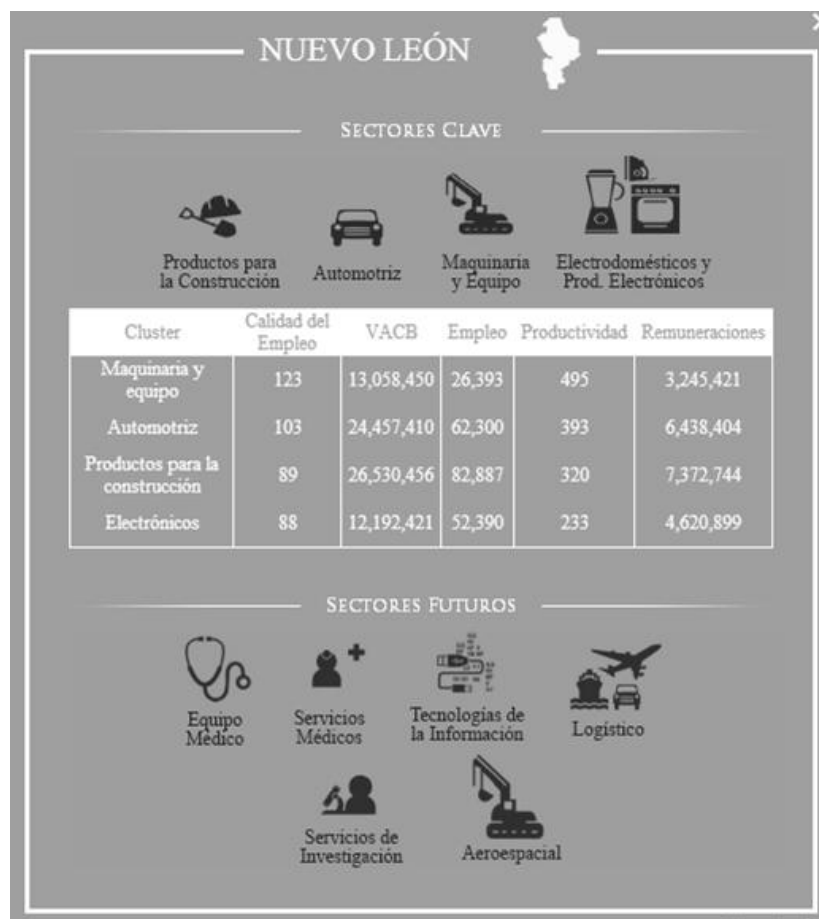 NUEVO LEÓN
SECTORES CLAVE
Productos para
la Construcción
Automotriz
Maquinaria
y Equipo
Electrodomésticos y
Prod. Electrónicos
Cluster Calidad del Empleo VACB Empleo Productividad Remuneraciones
Maquinaria y equipo 123 13,058,450 26,393 495 3,245,421
Automotriz 103 24,457,410 62,300 393 6,438,404
Productos para la construcción 89 26,530,456 82,887 320 7,372,744
Electrónicos 88 12,192,421 52,390 233 4,620,899
SECTORES FUTUROS
Equipo
Médico
Servicios
Médicos
Tecnologías de
la Información
Logístico
Servicios de
Investigación
Aeroespacial